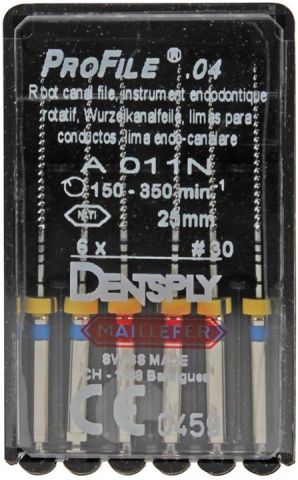 PROFILE® .04
Root canal file, instrument endodontique
rotatif, Wurzelkanalfeile, limas para
conductos, lima endo-canalare
A 011N
150 - 350 min-1
NiTi
25mm
6 x #30
DENTSPLY
MAILLEFER
SWISS MADE
CH - 1338 Ballaigues
CE 0459